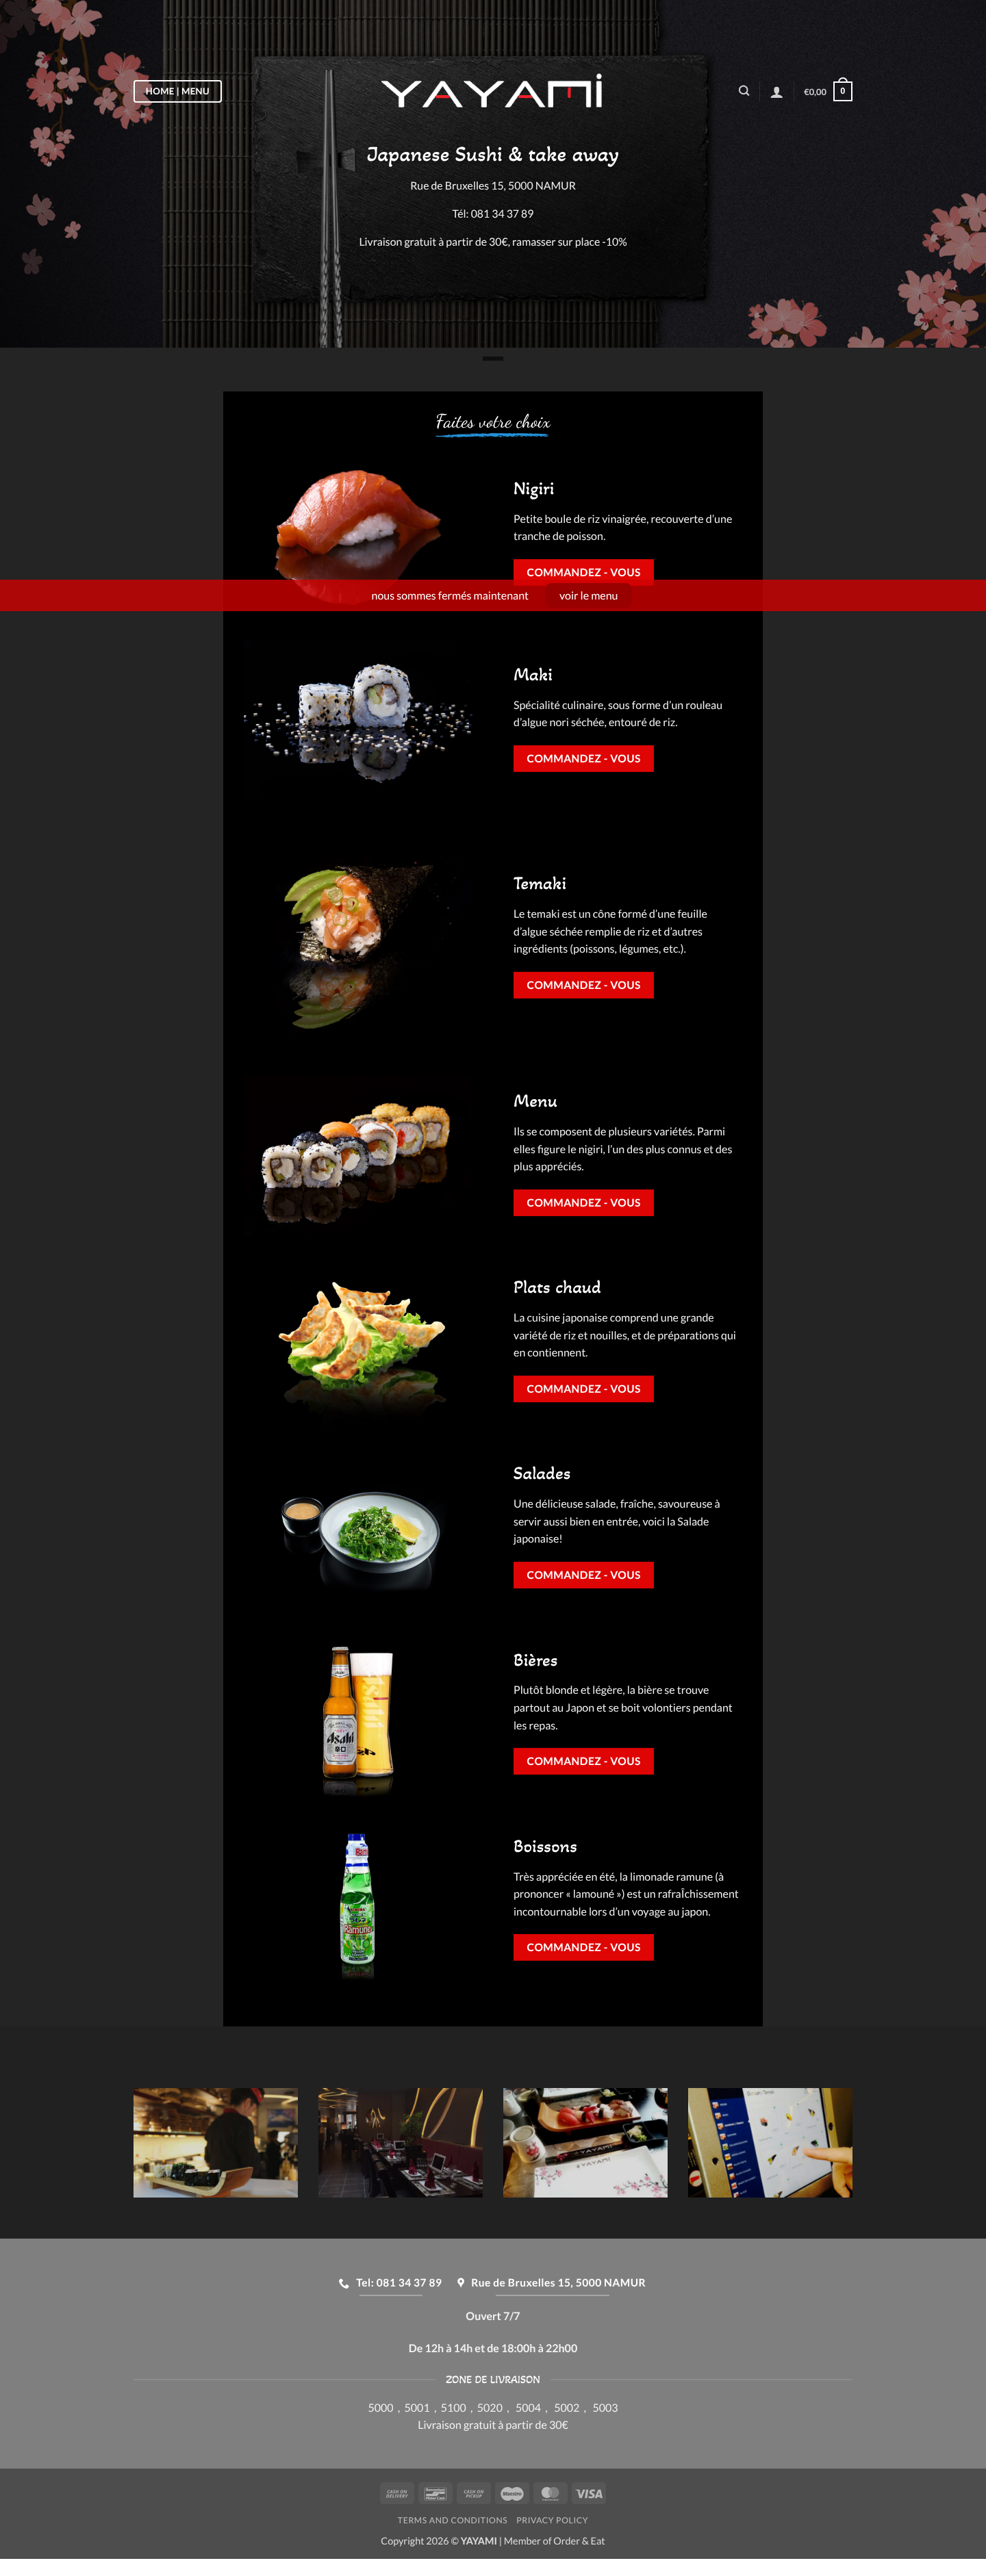 HOME | MENU
YAYAMI
€0,00
0
Japanese Sushi & take away
Rue de Bruxelles 15, 5000 NAMUR
Tél: 081 34 37 89
Livraison gratuit à partir de 30€, ramasser sur place -10%
Faites votre choix
Nigiri
Petite boule de riz vinaigrée, recouverte d’une
tranche de poisson.
COMMANDEZ - VOUS
nous sommes fermés maintenant
voir le menu
Maki
Spécialité culinaire, sous forme d’un rouleau
d’algue nori séchée, entouré de riz.
COMMANDEZ - VOUS
Temaki
Le temaki est un cône formé d’une feuille
d’algue séchée remplie de riz et d’autres
ingrédients (poissons, légumes, etc.).
COMMANDEZ - VOUS
Menu
Ils se composent de plusieurs variétés. Parmi
elles figure le nigiri, l’un des plus connus et des
plus appréciés.
COMMANDEZ - VOUS
Plats chaud
La cuisine japonaise comprend une grande
variété de riz et nouilles, et de préparations qui
en contiennent.
COMMANDEZ - VOUS
Salades
Une délicieuse salade, fraîche, savoureuse à
servir aussi bien en entrée, voici la Salade
japonaise!
COMMANDEZ - VOUS
Asahi
Bières
Plutôt blonde et légère, la bière se trouve
partout au Japon et se boit volontiers pendant
les repas.
COMMANDEZ - VOUS
Ramune
Boissons
Très appréciée en été, la limonade ramune (à
prononcer « lamouné ») est un rafraÎchissement
incontournable lors d’un voyage au japon.
COMMANDEZ - VOUS
YAYAMI
Tel: 081 34 37 89
Rue de Bruxelles 15, 5000 NAMUR
Ouvert 7/7
De 12h à 14h et de 18:00h à 22h00
ZONE DE LIVRAISON
5000 , 5001 , 5100 , 5020 , 5004 , 5002 , 5003
Livraison gratuit à partir de 30€
CASH ON DELIVERY
Bancontact
CASH ON PICKUP
Maestro
VISA
TERMS AND CONDITIONS
PRIVACY POLICY
Copyright 2026 © YAYAMI | Member of Order & Eat